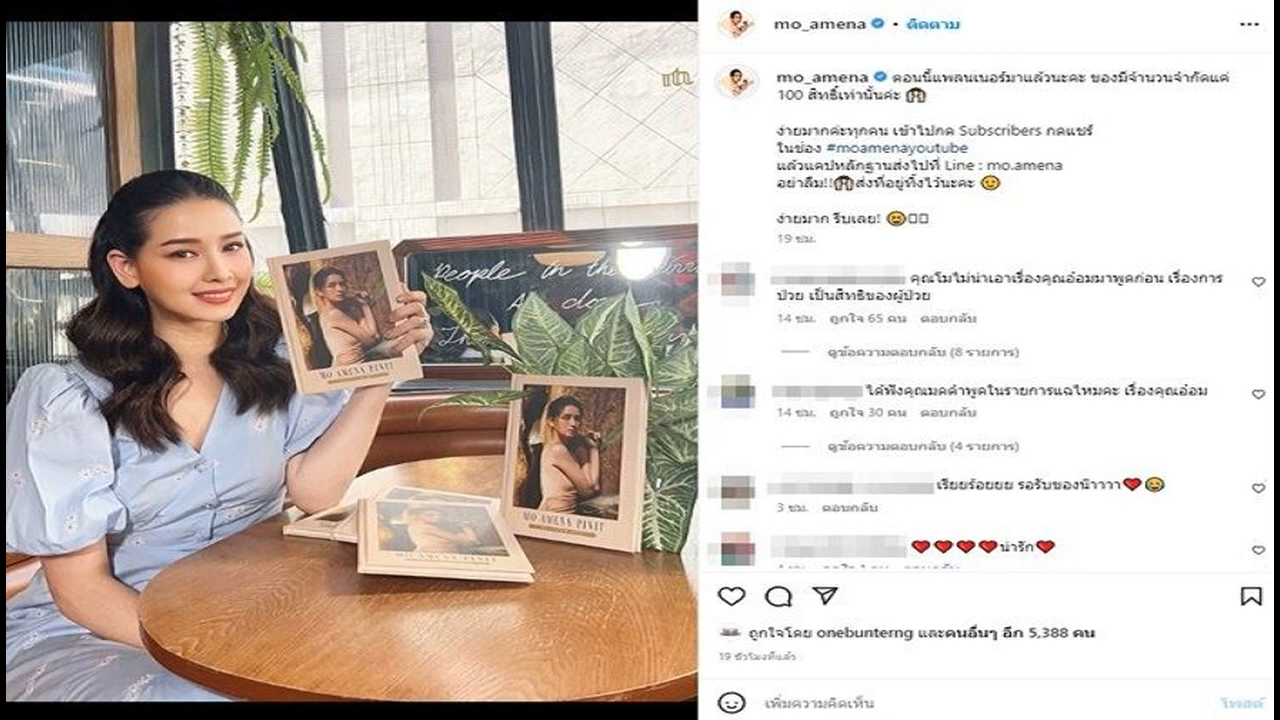 People in the
MO AMENA PINIT
MO AMENA PINIT
MO AMENA PINIT
mo_amena • ติดตาม
mo_amena ตอนนี้แพลนเนอร์มาแล้วนะคะ ของมีจำนวนจำกัดแค่
100 สิทธิ์เท่านั้นค่ะ
ง่ายมากค่ะทุกคน เข้าไปกด Subscribers กดแชร์
ในช่อง #moamenayoutube
แล้วแคปหลักฐานส่งไปที่ Line : mo.amena
อย่าลืม!! ส่งที่อยู่ทิ้งไว้นะคะ
ง่ายมาก รีบเลย!
19 ชม.
คุณโมไม่น่าเอาเรื่องคุณอ้อมมาพูดก่อน เรื่องการ
ป่วย เป็นสิทธิของผู้ป่วย
14 ชม. ถูกใจ 65 คน ตอบกลับ
ดูข้อความตอบกลับ (8 รายการ)
ได้ฟังคุณมดดำพูดในรายการแฉไหมคะ เรื่องคุณอ้อม
14 ชม. ถูกใจ 30 คน ตอบกลับ
ดูข้อความตอบกลับ (4 รายการ)
เรียยร้อยยย รอรับของน้าาาา
3 ชม. ตอบกลับ
น่ารัก
ถูกใจโดย onebunterng และคนอื่นๆ อีก 5,388 คน
19 ชั่วโมงที่แล้ว
เพิ่มความคิดเห็น โพสต์